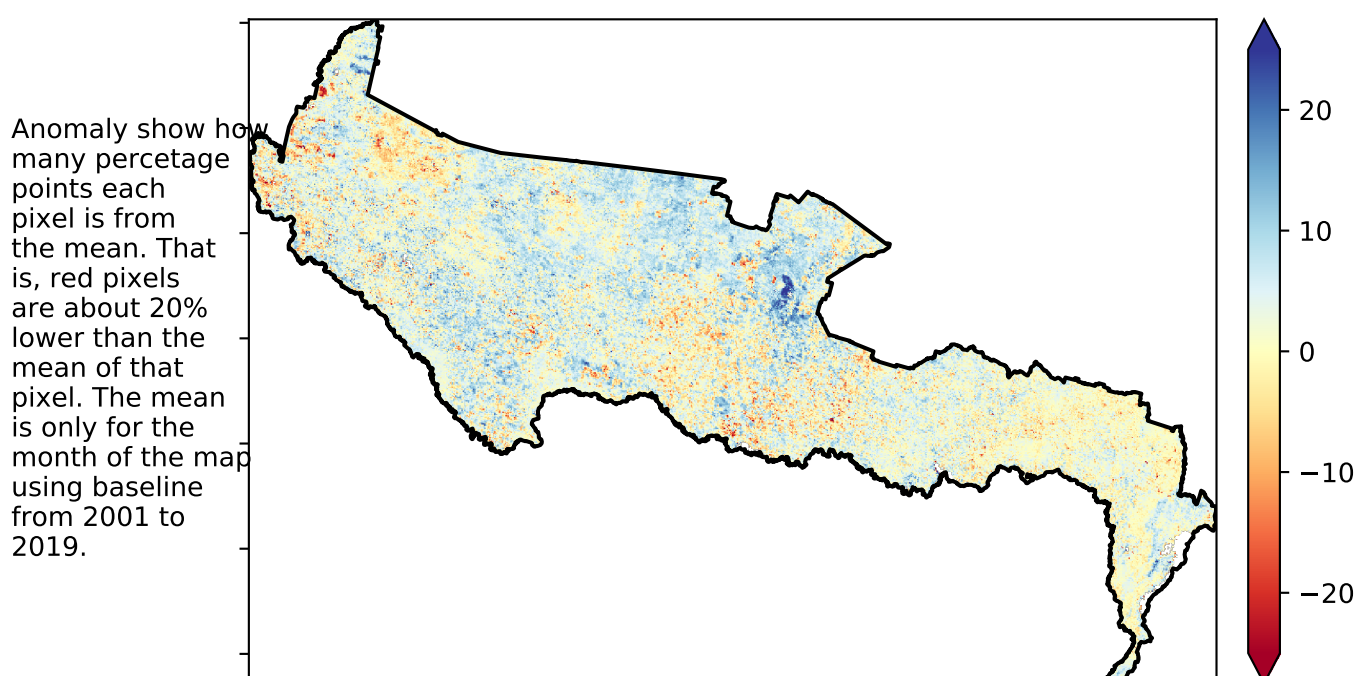 Anomaly show how
many percetage
points each
pixel is from
the mean. That
is, red pixels
are about 20%
lower than the
mean of that
pixel. The mean
is only for the
month of the map
using baseline
from 2001 to
2019.
20
10
0
−10
−20